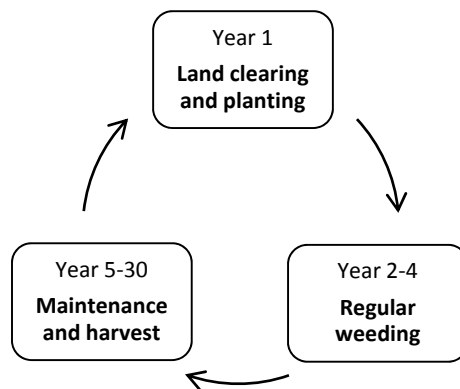 Year 1
Land clearing
and planting
Year 2-4
Regular
weeding
Year 5-30
Maintenance
and harvest